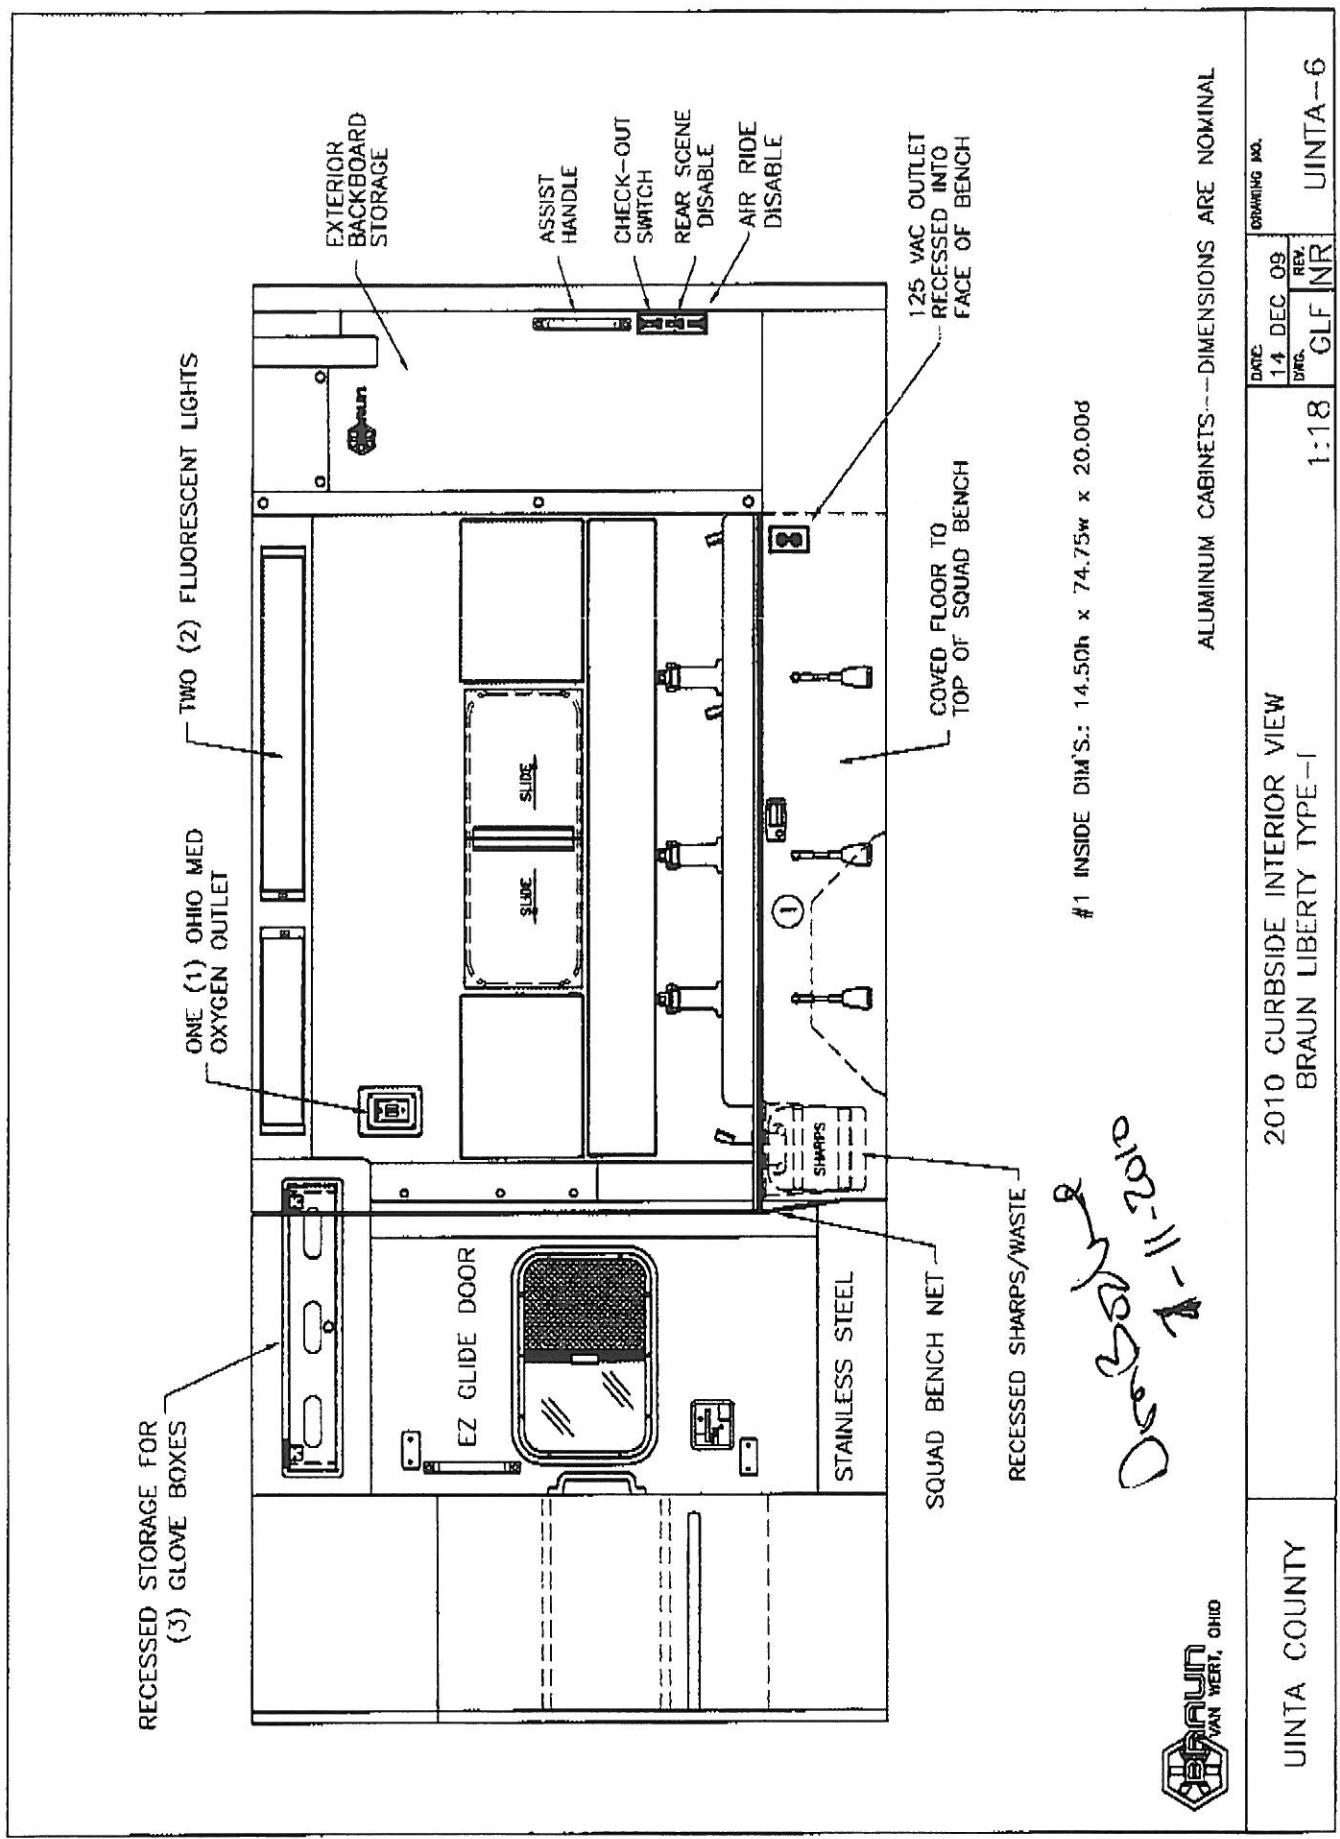 RECESSED STORAGE FOR
(3) GLOVE BOXES
ONE (1) OHIO MED
OXYGEN OUTLET
TWO (2) FLUORESCENT LIGHTS
EXTERIOR
BACKBOARD
STORAGE
ASSIST
HANDLE
CHECK-OUT
SWITCH
REAR SCENE
DISABLE
AIR RIDE
DISABLE
125 VAC OUTLET
RECESSED INTO
FACE OF BENCH
BRAUN
EZ GLIDE DOOR
SLIDE
SLIDE
1
SHARPS
STAINLESS STEEL
COVED FLOOR TO
TOP OF SQUAD BENCH
SQUAD BENCH NET
RECESSED SHARPS/WASTE
#1 INSIDE DIM'S.: 14.50h x 74.75w x 20.00d
1-11-2010
ALUMINUM CABINETS---DIMENSIONS ARE NOMINAL
BRAUN
VAN WERT, OHIO
UINTA COUNTY
2010 CURBSIDE INTERIOR VIEW
BRAUN LIBERTY TYPE-I
1:18
DATE:
14 DEC 09
DWG.
GLF
REV.
NR
DRAWING NO.
UINTA-6